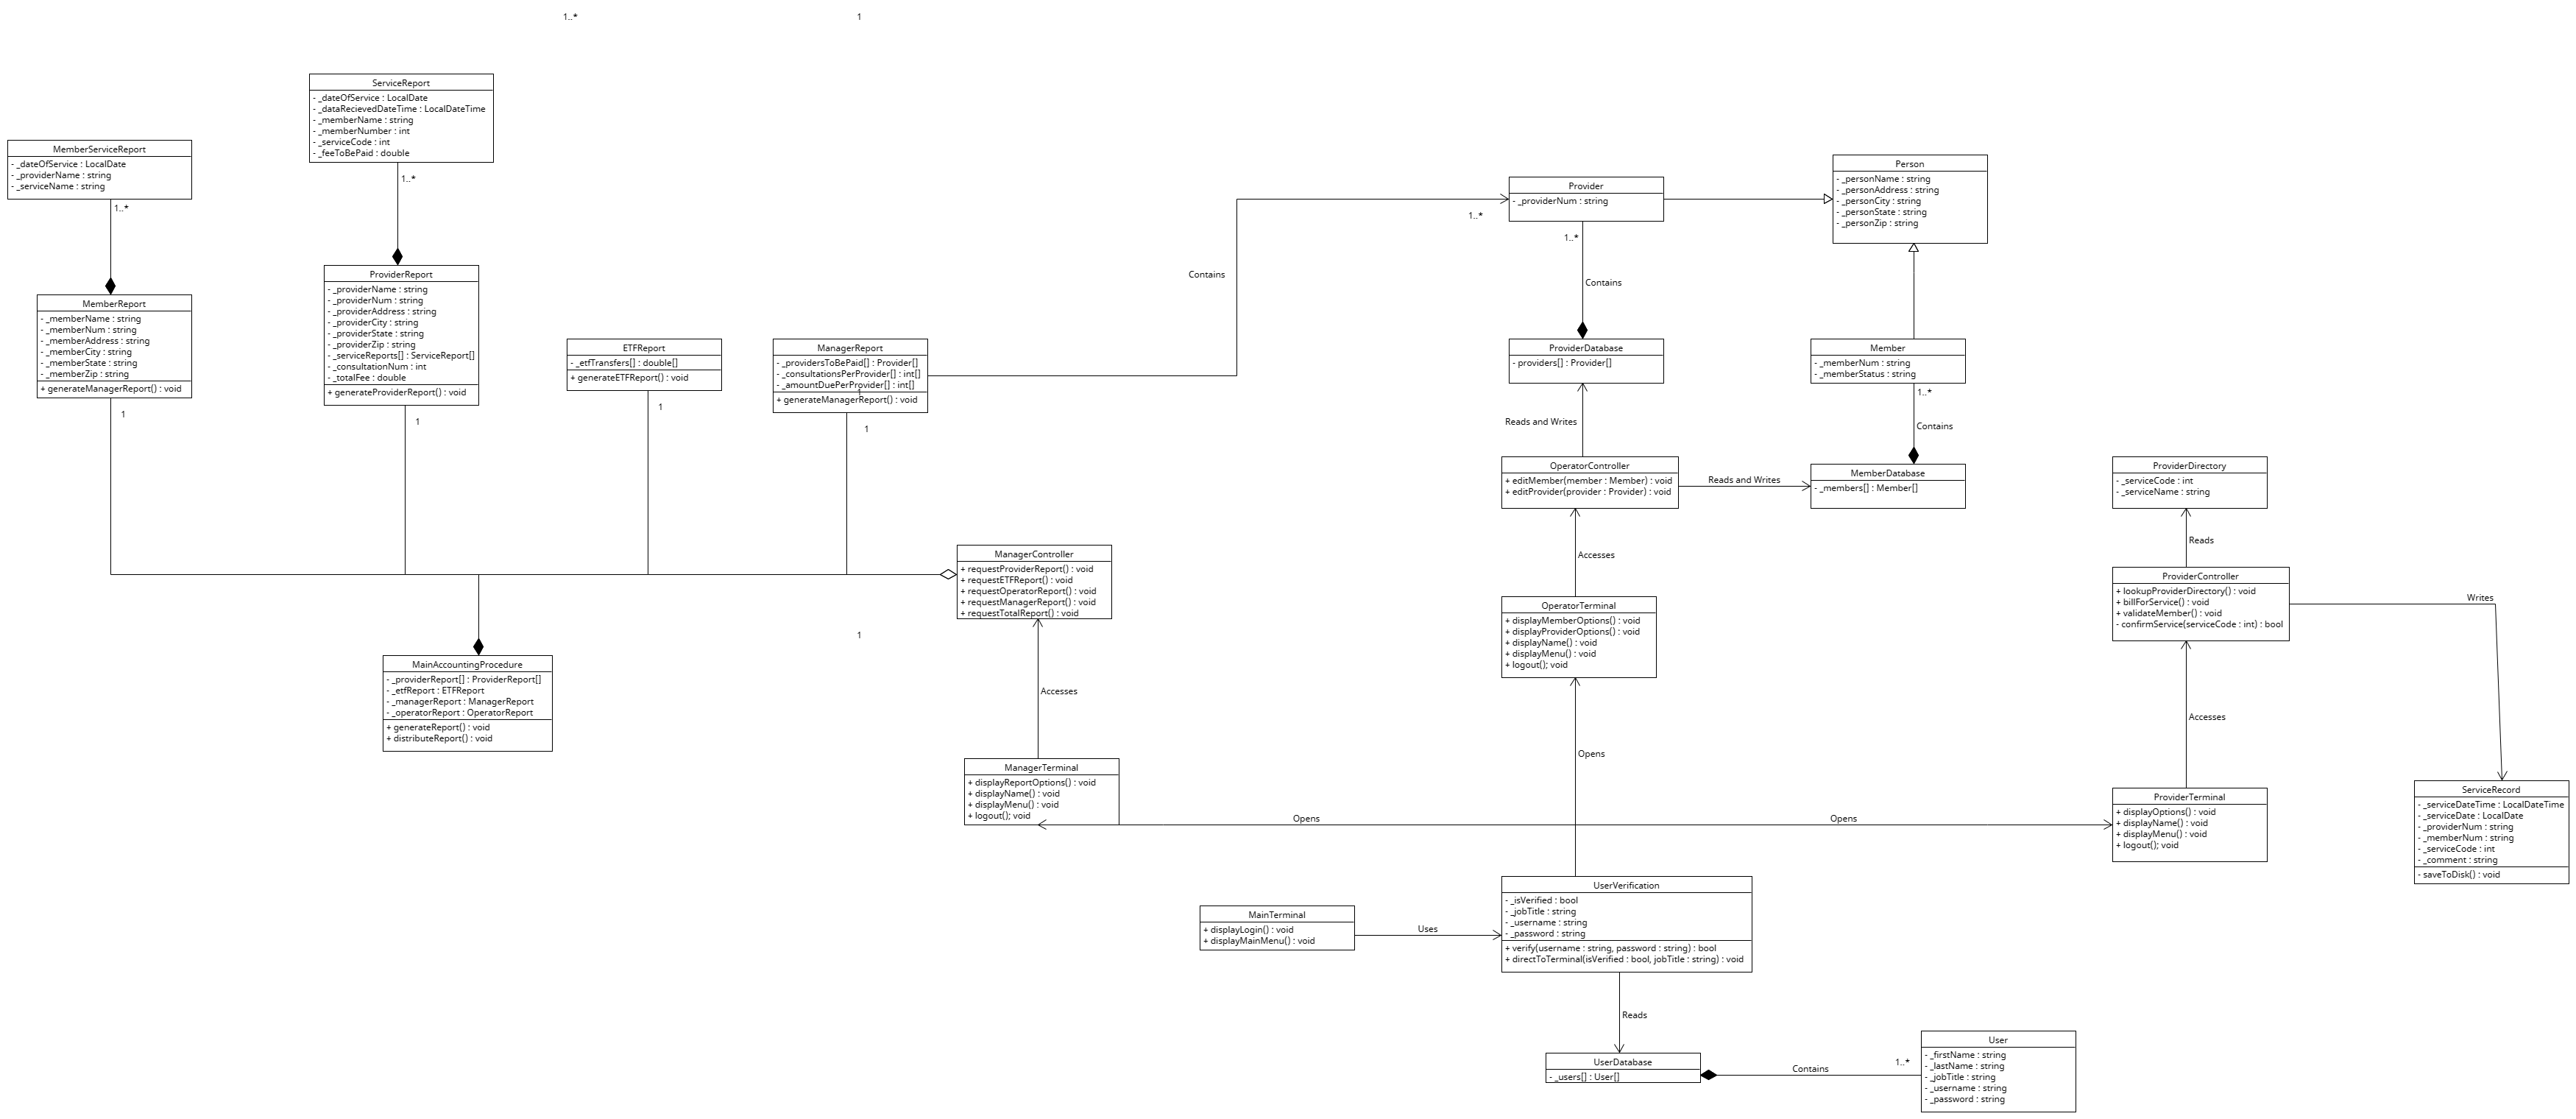 1..*
1
ServiceReport
- _dateOfService : LocalDate
- _dataRecievedDateTime : LocalDateTime
- _memberName : string
- _memberNumber : int
- _serviceCode : int
- _feeToBePaid : double
1..*
MemberServiceReport
- _dateOfService : LocalDate
- _providerName : string
- _serviceName : string
1..*
MemberReport
- _memberName : string
- _memberNum : string
- _memberAddress : string
- _memberCity : string
- _memberState : string
- _memberZip : string
+ generateManagerReport() : void
1
ProviderReport
- _providerName : string
- _providerNum : string
- _providerAddress : string
- _providerCity : string
- _providerState : string
- _providerZip : string
- _serviceReports[] : ServiceReport[]
- _consultationNum : int
- _totalFee : double
+ generateProviderReport() : void
1
ETFReport
- _etfTransfers[] : double[]
+ generateETFReport() : void
1
ManagerReport
- _providersToBePaid[] : Provider[]
- _consultationsPerProvider[] : int[]
- _amountDuePerProvider[] : int[]
1
+ generateManagerReport() : void
1
Contains
1..*
Provider
- _providerNum : string
1..*
Contains
Person
- _personName : string
- _personAddress : string
- _personCity : string
- _personState : string
- _personZip : string
ProviderDatabase
- providers[] : Provider[]
Member
- _memberNum : string
- _memberStatus : string
1..*
Contains
Reads and Writes
OperatorController
+ editMember(member : Member) : void
+ editProvider(provider : Provider) : void
Reads and Writes
MemberDatabase
- _members[] : Member[]
ProviderDirectory
- _serviceCode : int
- _serviceName : string
Reads
Accesses
ManagerController
+ requestProviderReport() : void
+ requestETFReport() : void
+ requestOperatorReport() : void
+ requestManagerReport() : void
+ requestTotalReport() : void
1
Accesses
OperatorTerminal
+ displayMemberOptions() : void
+ displayProviderOptions() : void
+ displayName() : void
+ displayMenu() : void
+ logout(); void
Opens
ProviderController
+ lookupProviderDirectory() : void
+ billForService() : void
+ validateMember() : void
- confirmService(serviceCode : int) : bool
Writes
Accesses
MainAccountingProcedure
- _providerReport[] : ProviderReport[]
- _etfReport : ETFReport
- _managerReport : ManagerReport
- _operatorReport : OperatorReport
+ generateReport() : void
+ distributeReport() : void
ManagerTerminal
+ displayReportOptions() : void
+ displayName() : void
+ displayMenu() : void
+ logout(); void
Opens
Opens
ProviderTerminal
+ displayOptions() : void
+ displayName() : void
+ displayMenu() : void
+ logout(); void
ServiceRecord
- _serviceDateTime : LocalDateTime
- _serviceDate : LocalDate
- _providerNum : string
- _memberNum : string
- _serviceCode : int
- _comment : string
- saveToDisk() : void
MainTerminal
+ displayLogin() : void
+ displayMainMenu() : void
Uses
UserVerification
- _isVerified : bool
- _jobTitle : string
- _username : string
- _password : string
+ verify(username : string, password : string) : bool
+ directToTerminal(isVerified : bool, jobTitle : string) : void
Reads
UserDatabase
- _users[] : User[]
Contains
1..*
User
- _firstName : string
- _lastName : string
- _jobTitle : string
- _username : string
- _password : string